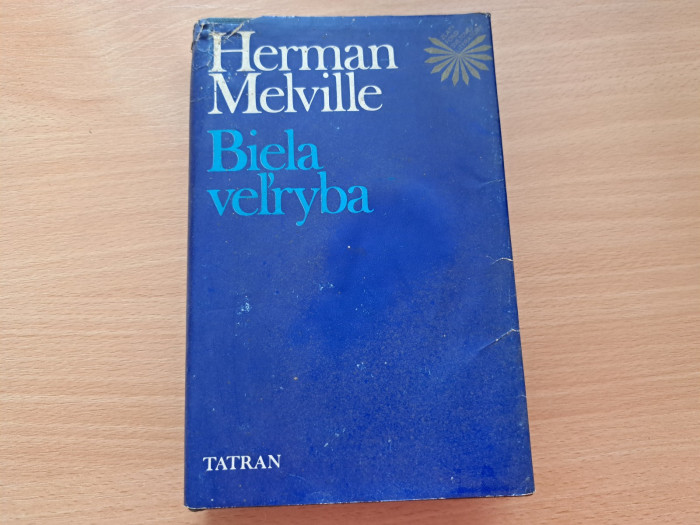 Herman
Melville
Biela
veľryba
TATRAN